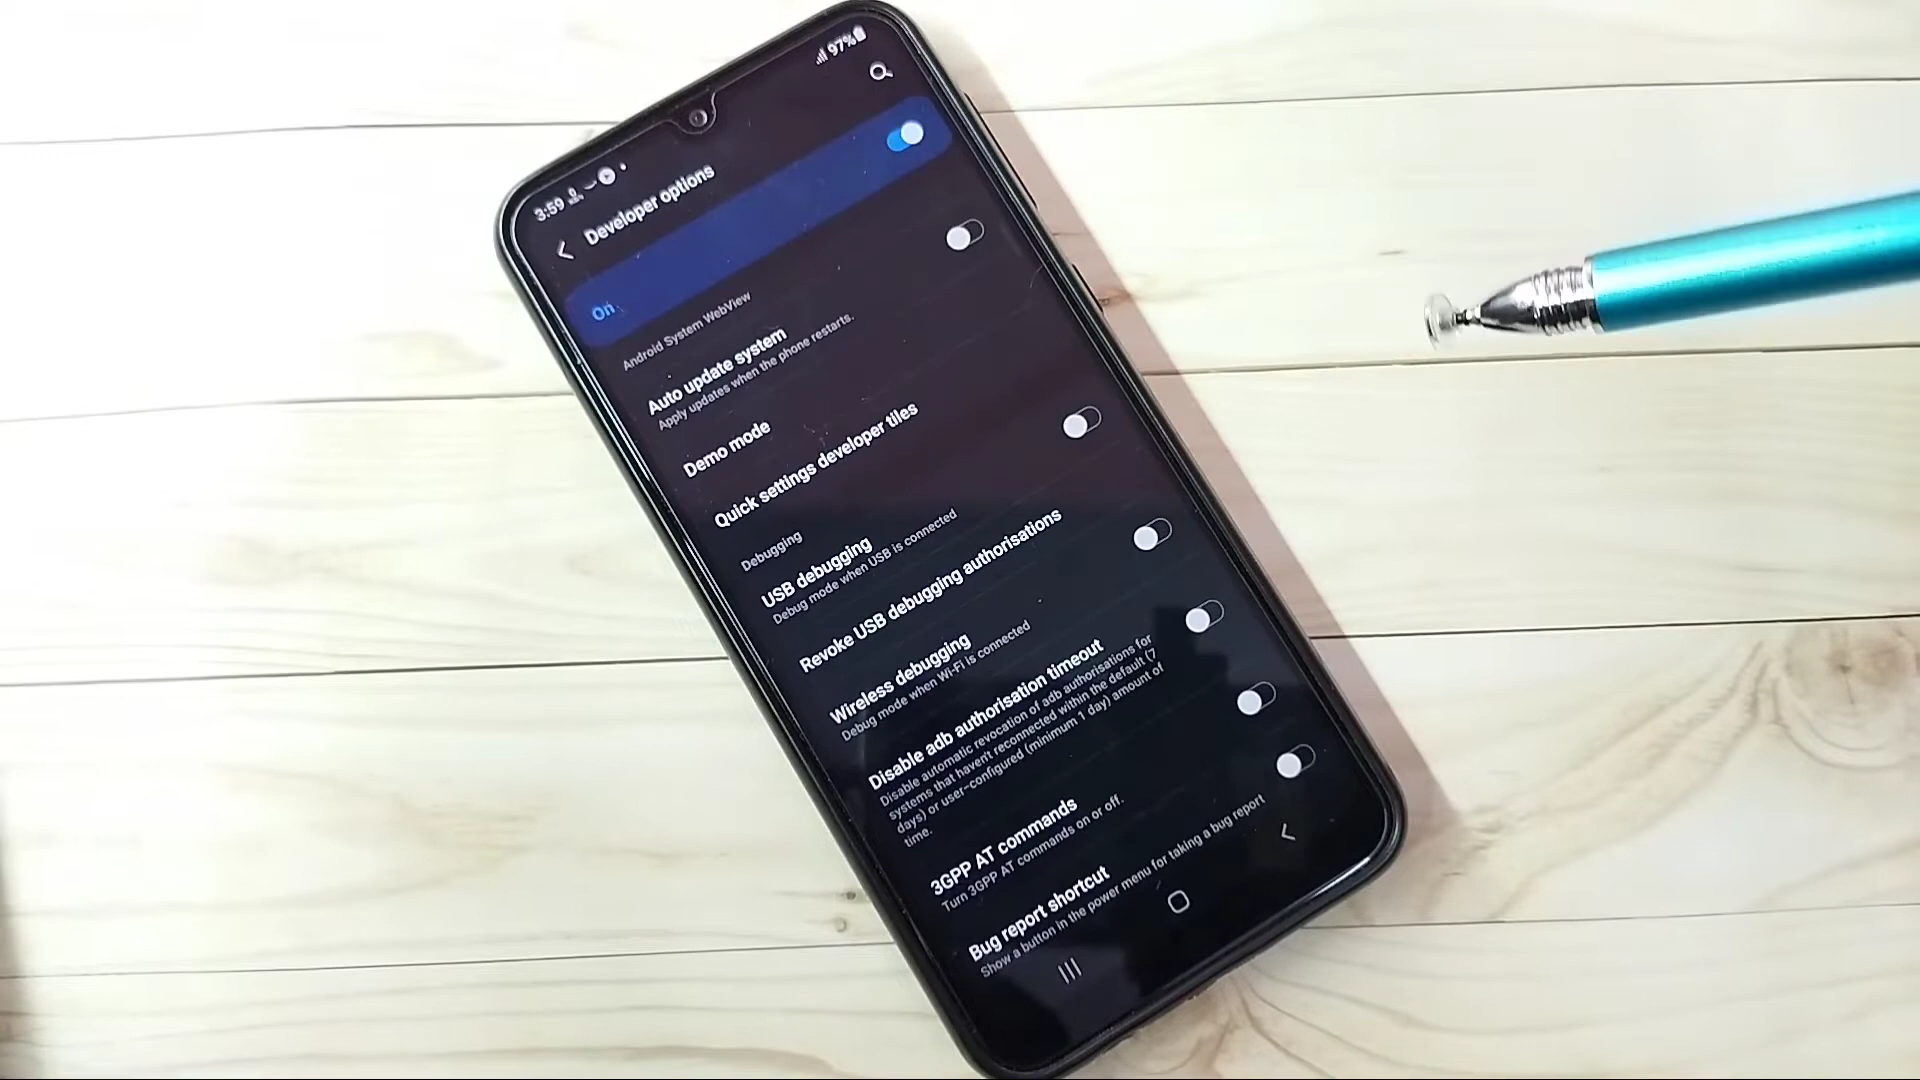 3:59
97%
Developer options
On
Android System WebView
Auto update system
Apply updates when the phone restarts.
Demo mode
Quick settings developer tiles
Debugging
USB debugging
Debug mode when USB is connected
Revoke USB debugging authorisations
Wireless debugging
Debug mode when Wi-Fi is connected
Disable adb authorisation timeout
Disable automatic revocation of adb authorisations for
systems that haven't reconnected within the default (7
days) or user-configured (minimum 1 day) amount of
time.
3GPP AT commands
Turn 3GPP AT commands on or off.
Bug report shortcut
Show a button in the power menu for taking a bug report